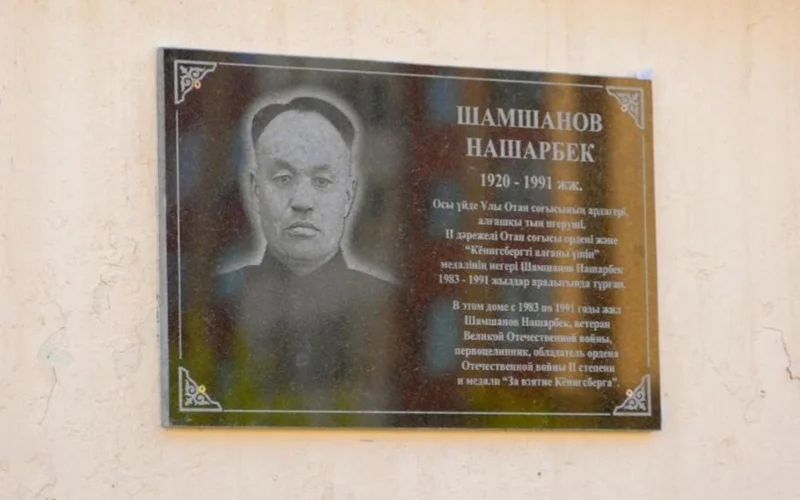 ШАМШАНОВ
НАШАРБЕК
1920 - 1991 жж.
Осы үйде Ұлы Отан соғысының ардагері,
алғашқы тың игеруші,
II дәрежелі Отан соғысы ордені және
“Кёнигсбергті алғаны үшін”
медалінің иегері Шамшанов Нашарбек
1983 - 1991 жылдар аралығында тұрған.
В этом доме с 1983 по 1991 годы жил
Шамшанов Нашарбек, ветеран
Великой Отечественной войны,
первоцелинник, обладатель ордена
Отечественной войны II степени
и медали “За взятие Кёнигсберга”.